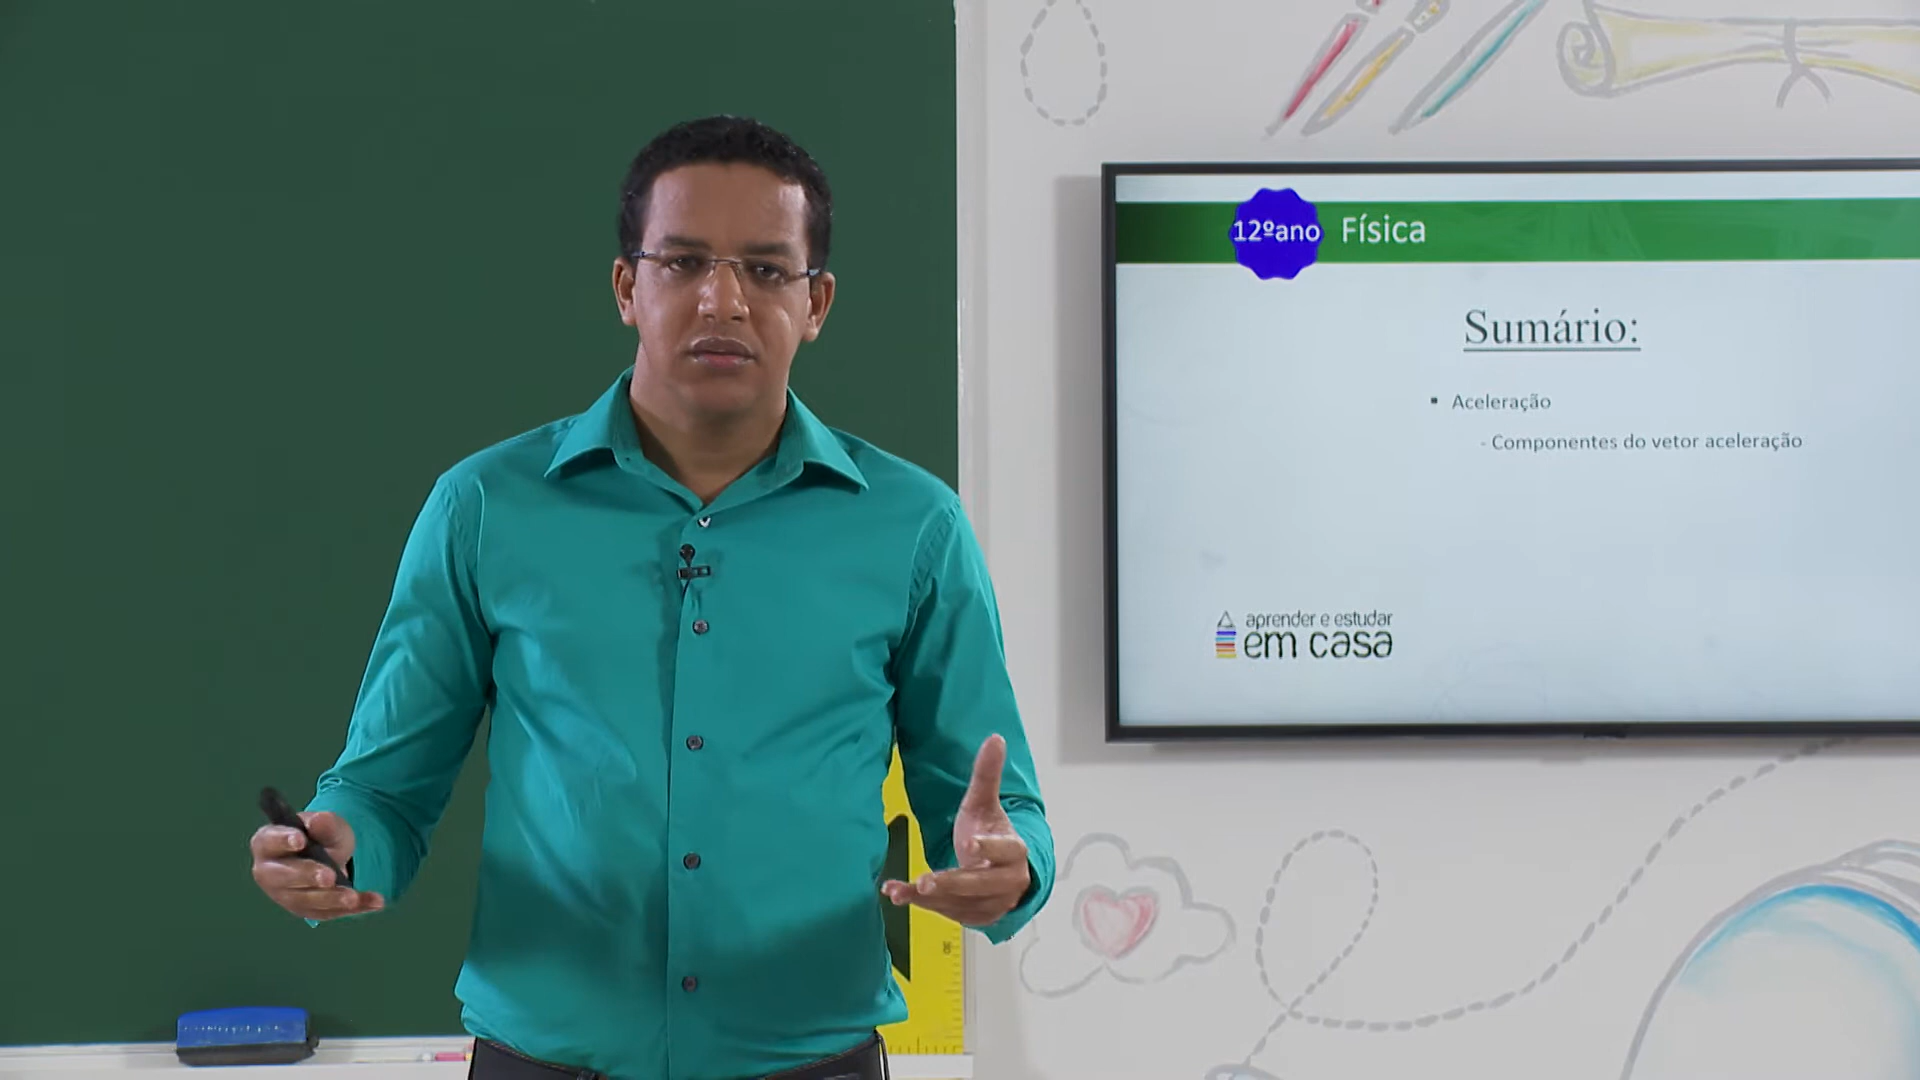 12ºano Física
Sumário:
▪ Aceleração
- Componentes do vetor aceleração
aprender e estudar
em casa